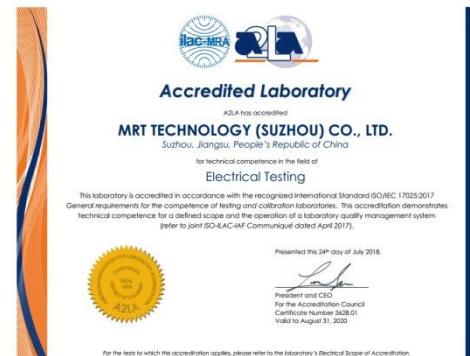 ilac-MRA
A2LA
Accredited Laboratory
A2LA has accredited
MRT TECHNOLOGY (SUZHOU) CO., LTD.
Suzhou, Jiangsu, People's Republic of China
for technical competence in the field of
Electrical Testing
This laboratory is accredited in accordance with the recognized International Standard ISO/IEC 17025:2017
General requirements for the competence of testing and calibration laboratories. This accreditation demonstrates
technical competence for a defined scope and the operation of a laboratory quality management system
(refer to joint ISO-ILAC-IAF Communiqué dated April 2017).
Presented this 24th day of July 2018.
President and CEO
For the Accreditation Council
Certificate Number 3628.01
Valid to August 31, 2020
CORPORATE
SEAL
1978
A2LA
For the tests to which this accreditation applies, please refer to the laboratory's Electrical Scope of Accreditation.